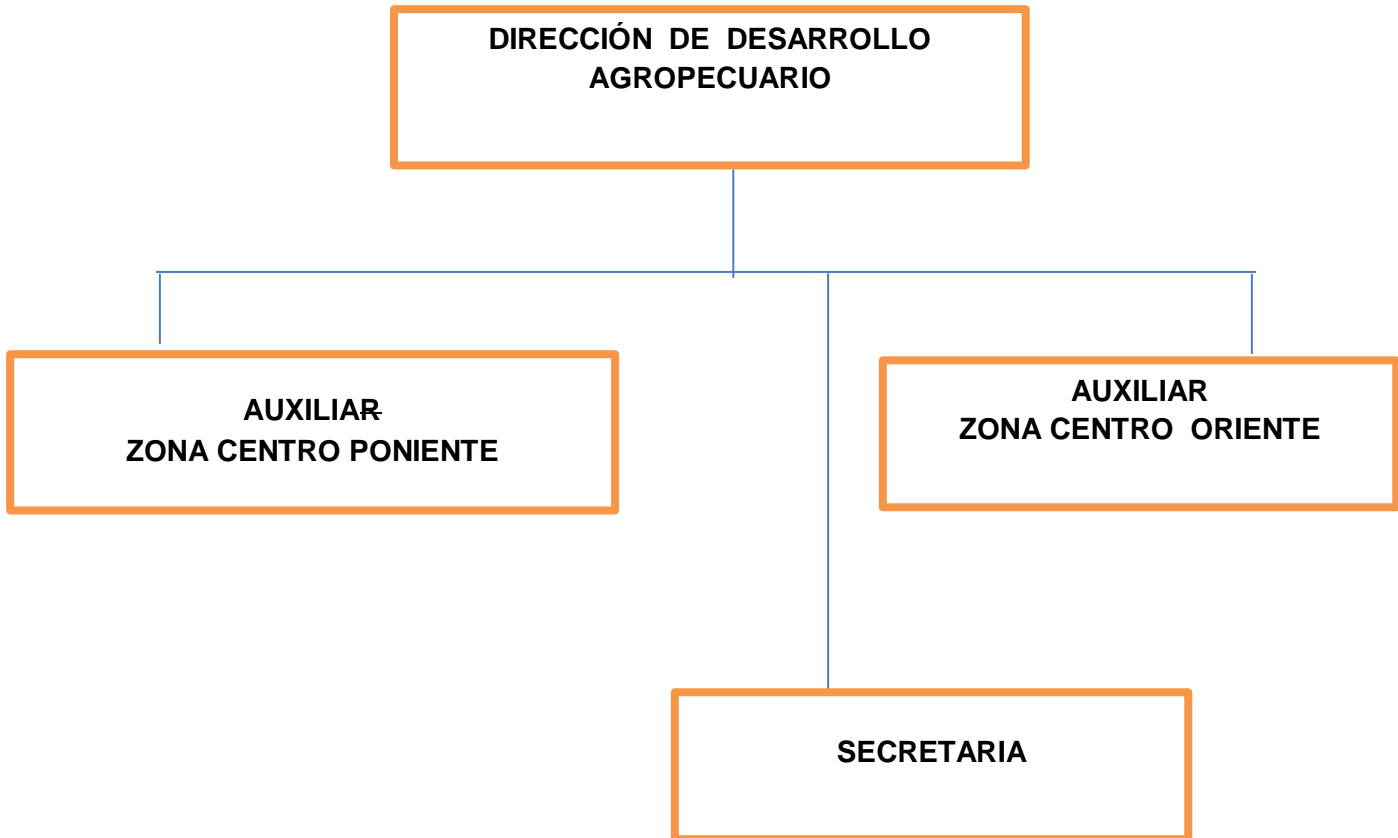 DIRECCIÓN DE DESARROLLO
AGROPECUARIO
AUXILIAR
ZONA CENTRO PONIENTE
AUXILIAR
ZONA CENTRO ORIENTE
SECRETARIA